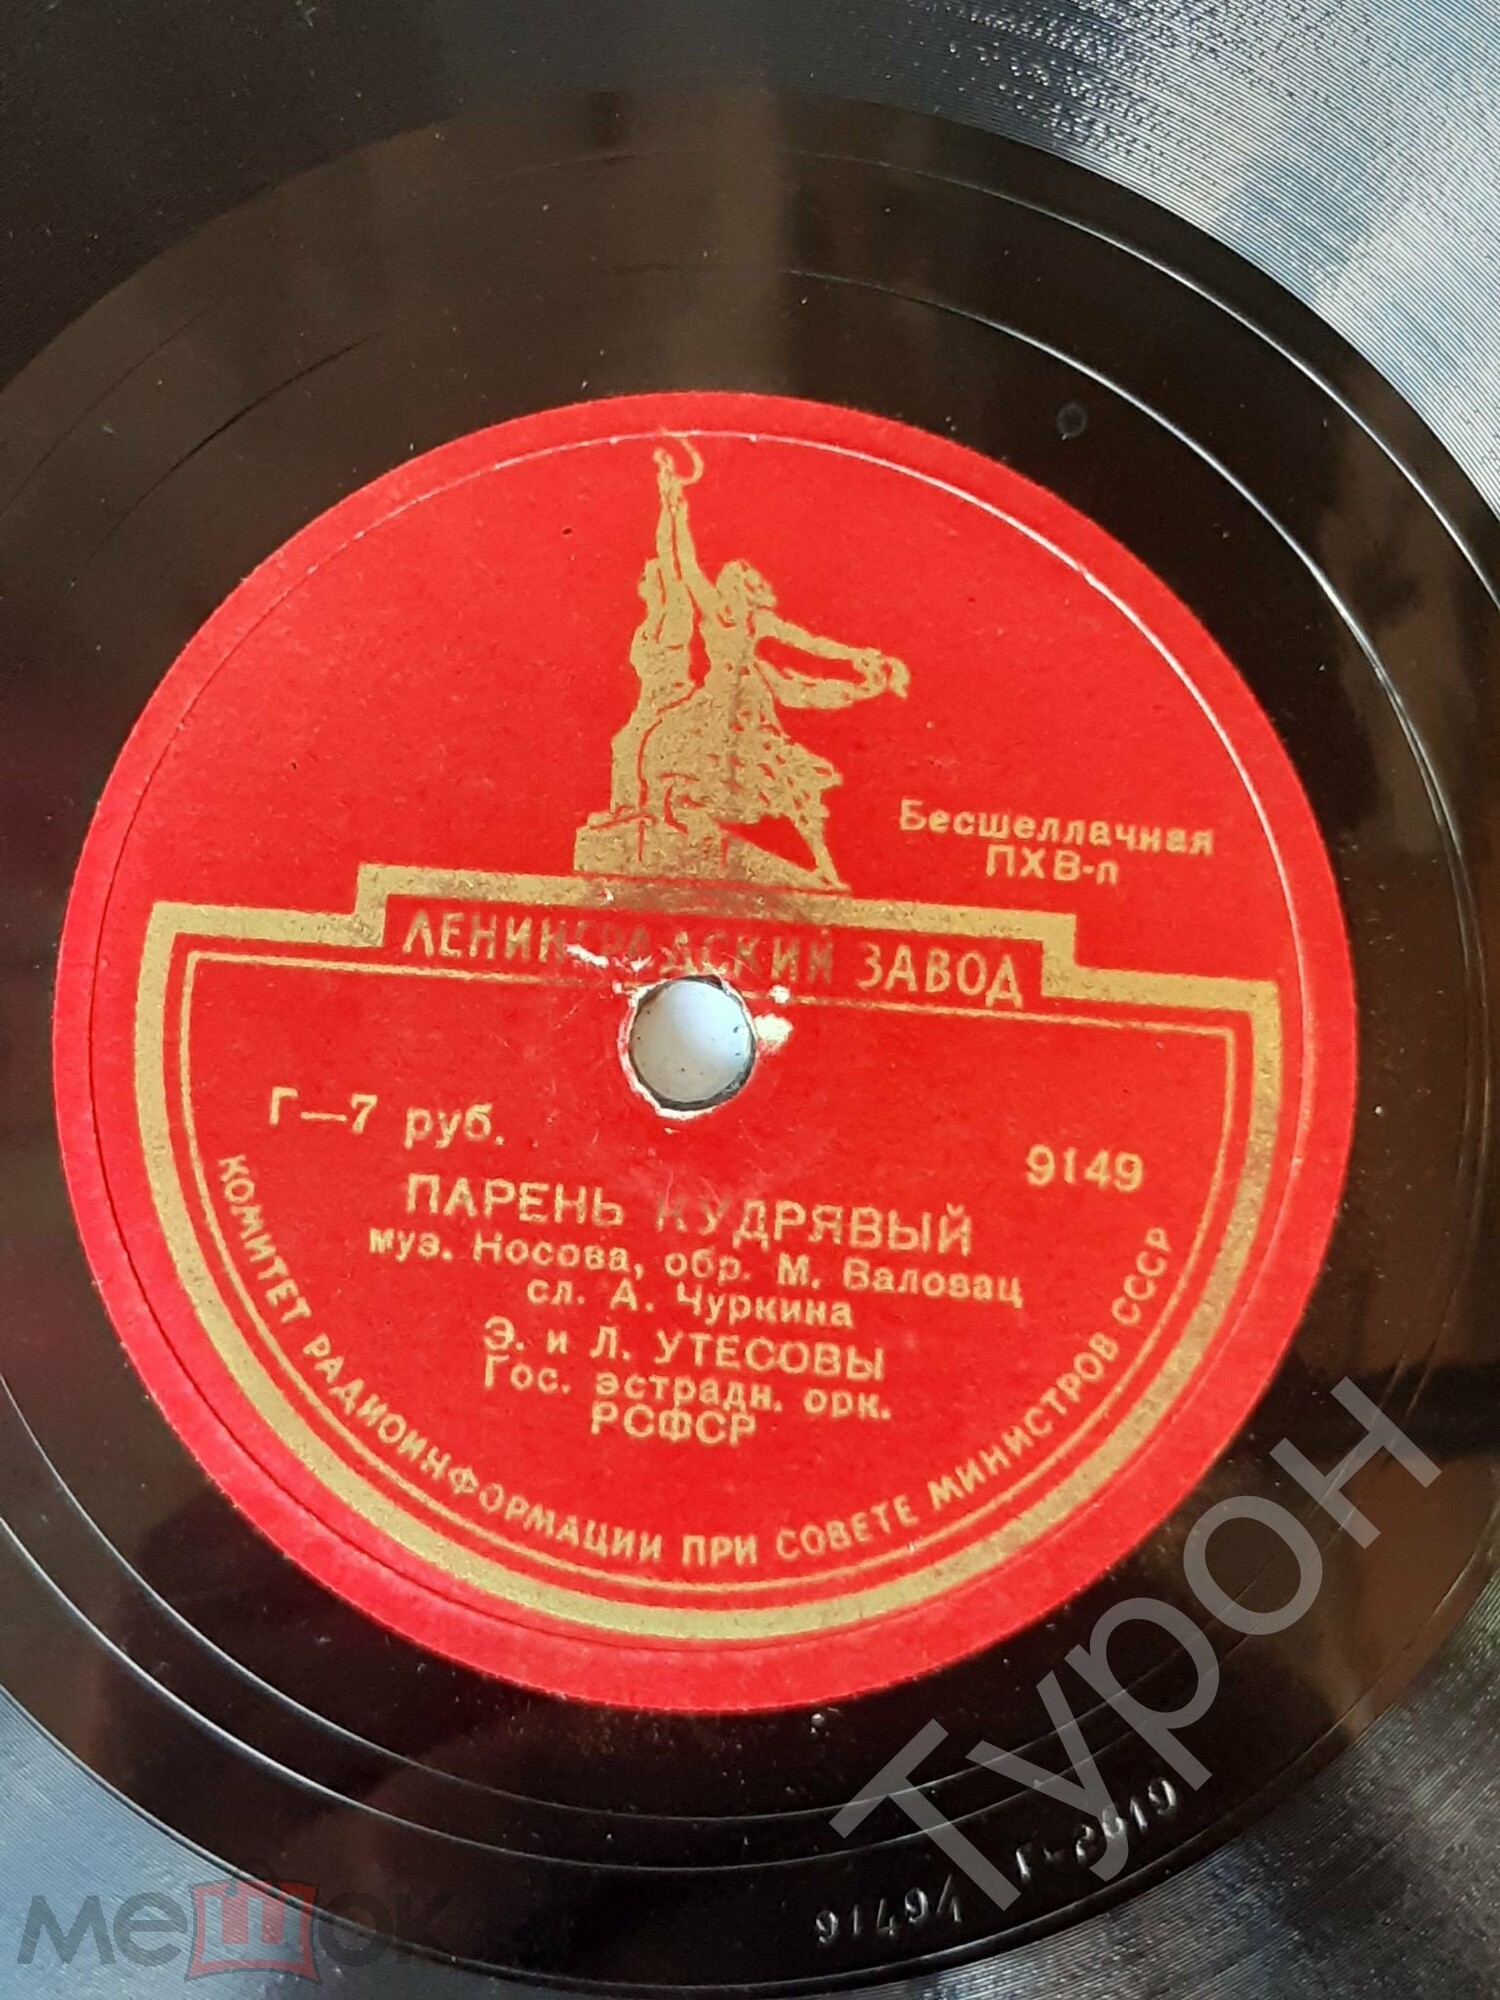 Бесшеллачная
ПХВ-п
ЛЕНИНГРАДСКИЙ ЗАВОД
Г—7 руб.
9149
ПАРЕНЬ КУДРЯВЫЙ
муз. Носова, обр. М. Валовац
сл. А. Чуркина
Э. и Л. УТЕСОВЫ
Гос. эстрадн. орк.
РСФСР
КОМИТЕТ РАДИОИНФОРМАЦИИ ПРИ СОВЕТЕ МИНИСТРОВ СССР
Турон
мешок